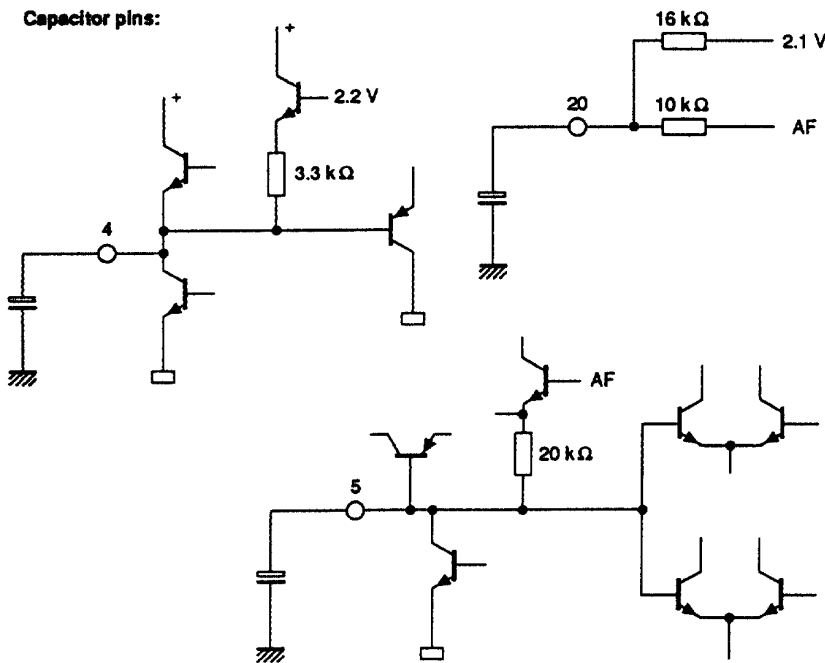 Capacitor pins:
+
+
2.2 V
3.3 kΩ
4
16 kΩ
2.1 V
20
10 kΩ
AF
AF
20 kΩ
5